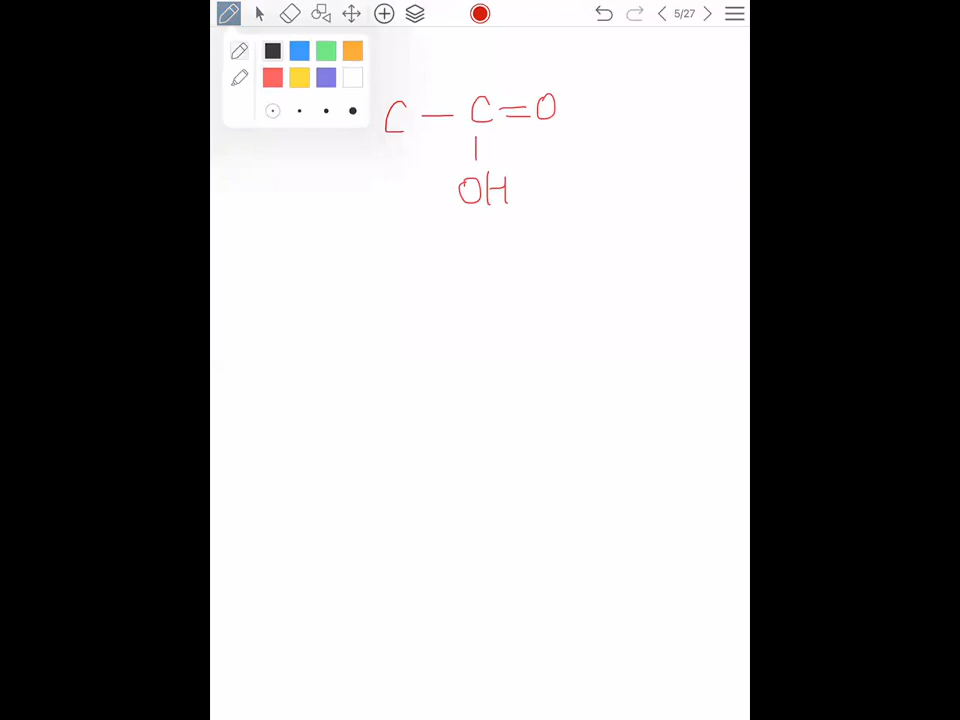 5/27
C — C = O
|
OH